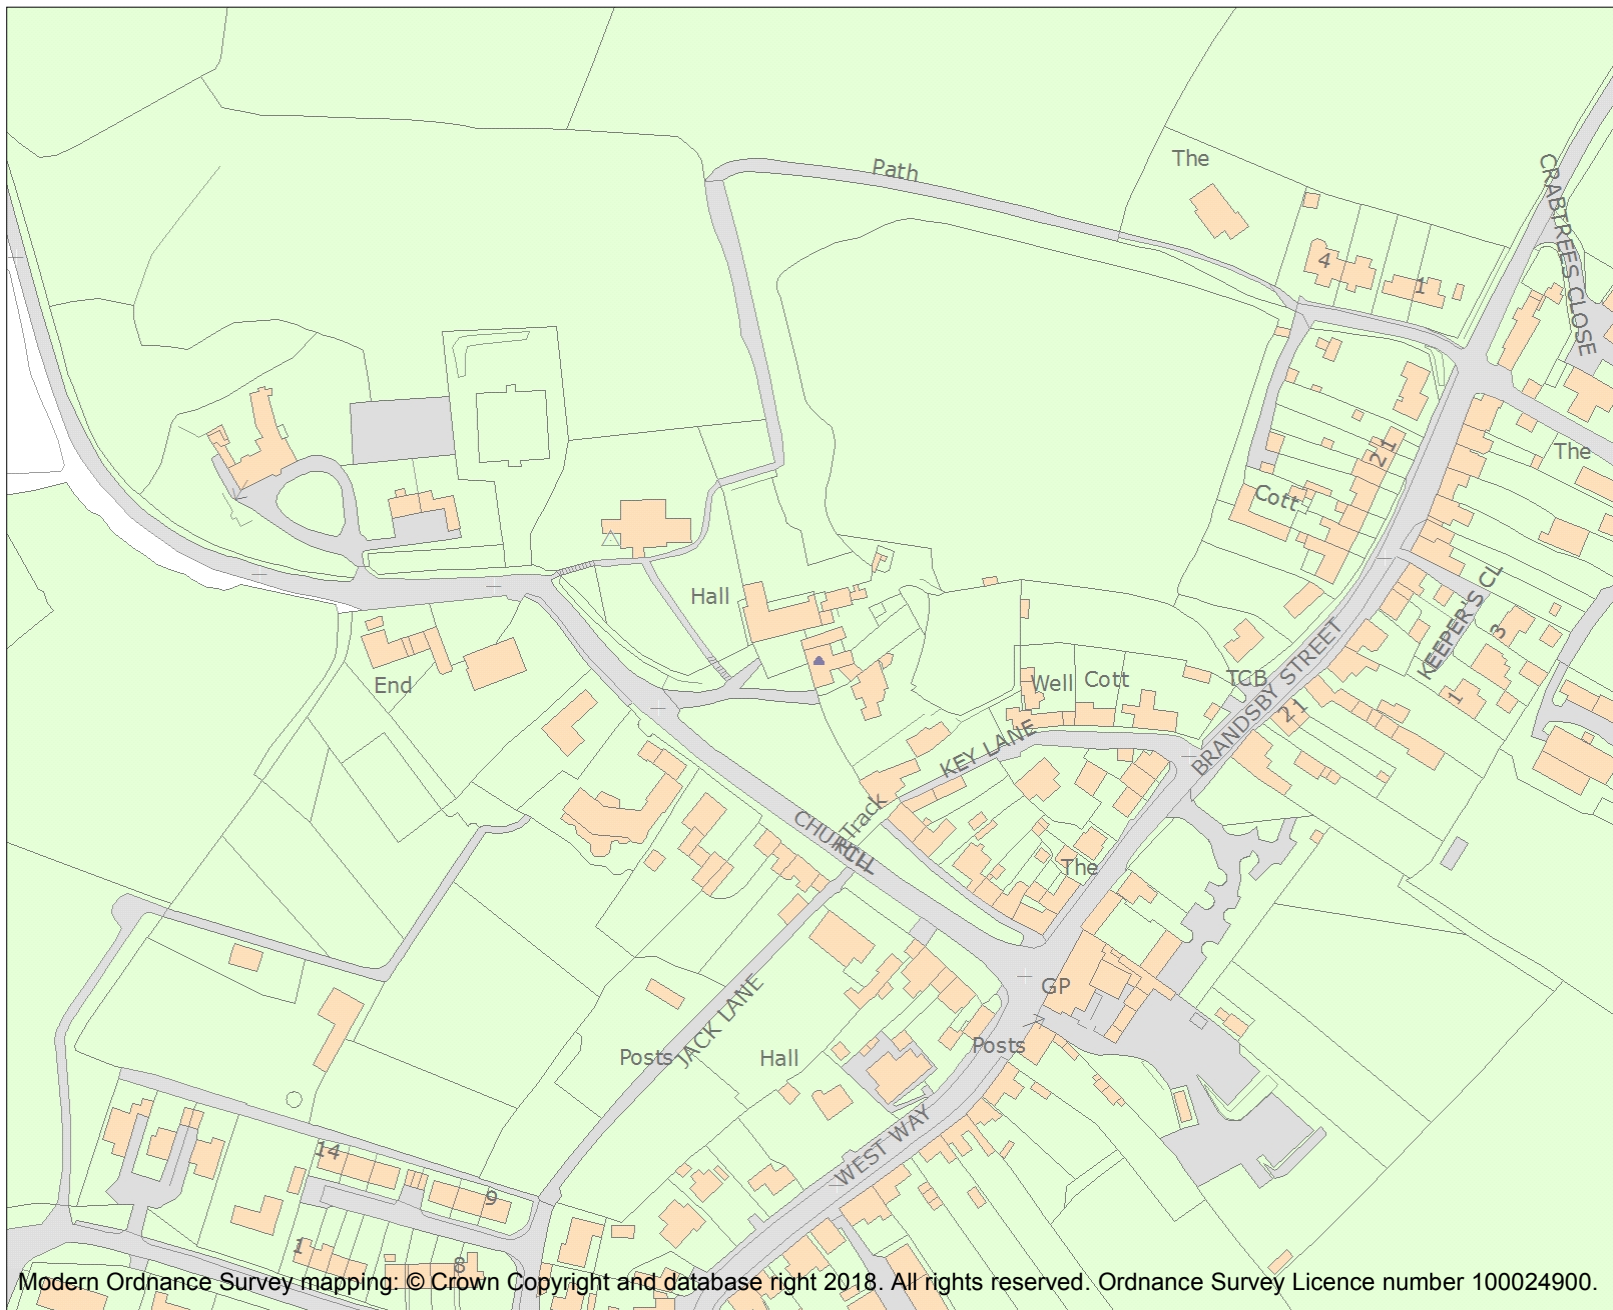 Path
The
CRABTREES CLOSE
4
1
21
The
Cott
Hall
KEEPER'S CL
3
1
End
Well
Cott
TCB
BRANDSBY STREET
21
KEY LANE
Track
CHURCH
HILL
The
GP
JACK LANE
Posts
Hall
Posts
WEST WAY
14
9
1
8
Modern Ordnance Survey mapping: © Crown Copyright and database right 2018. All rights reserved. Ordnance Survey Licence number 100024900.